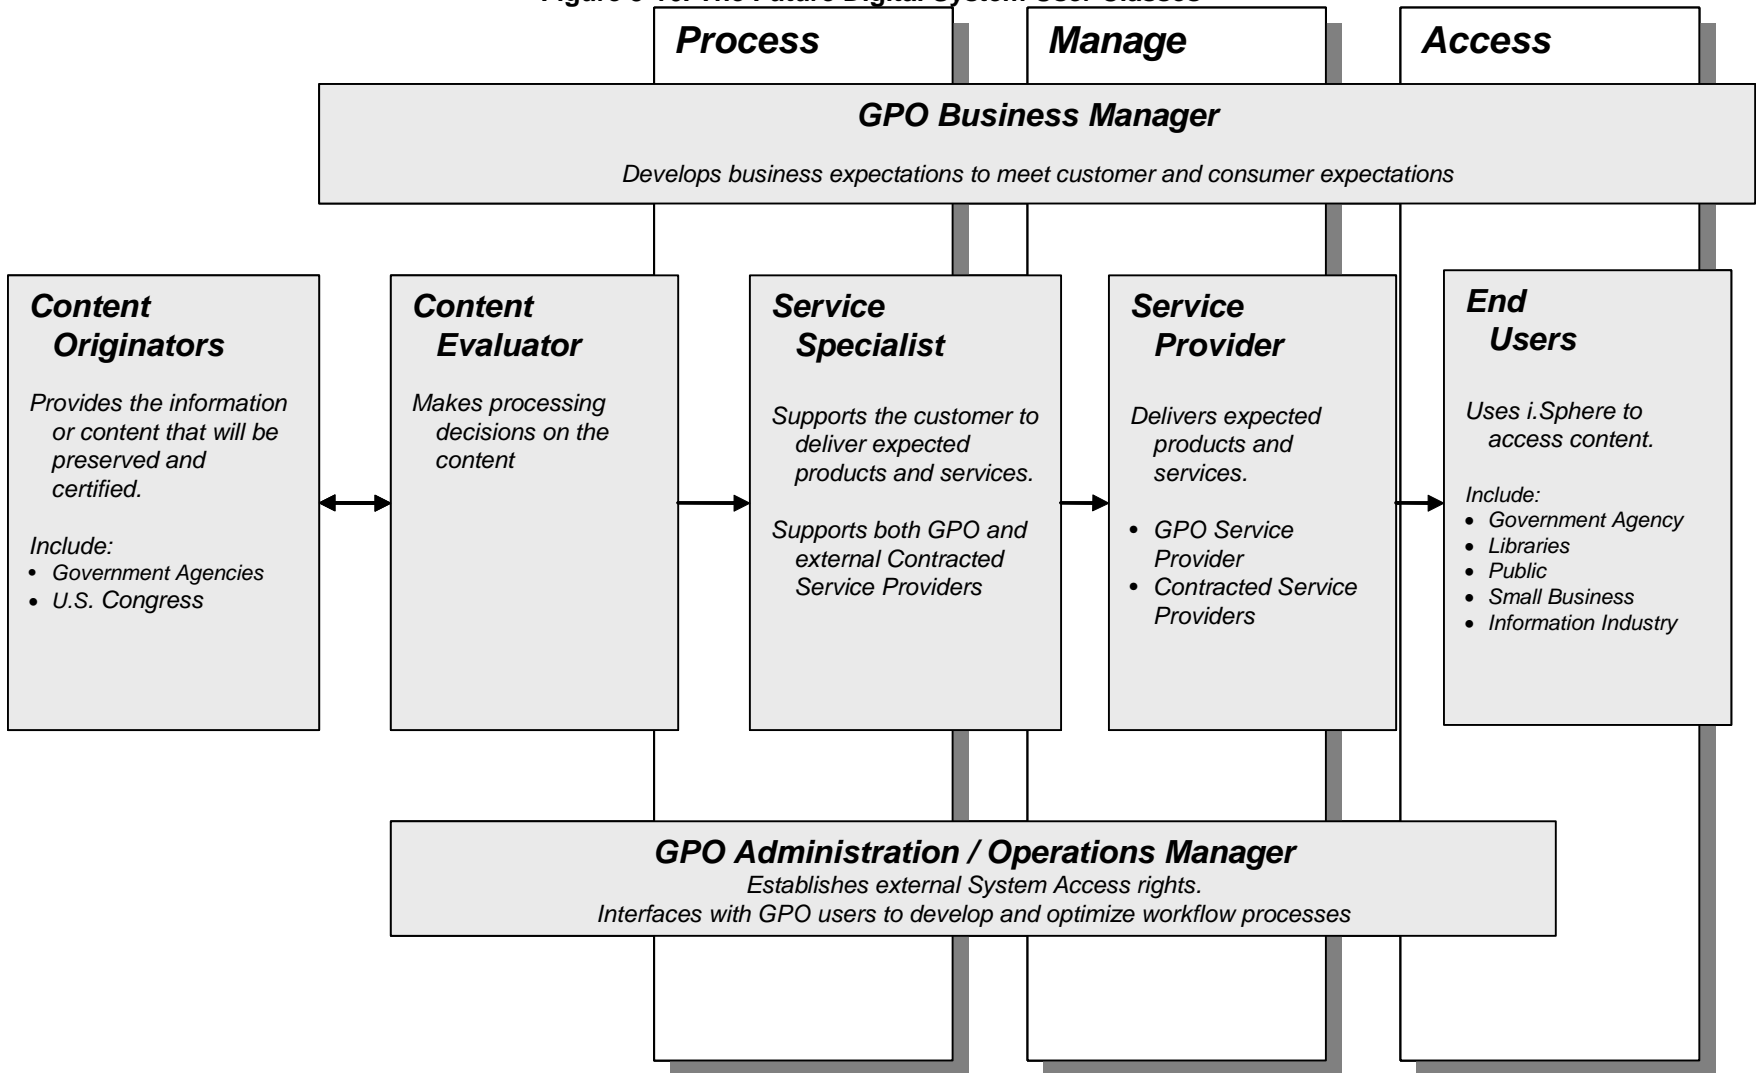 Process
Manage
Access
GPO Business Manager
Develops business expectations to meet customer and consumer expectations
Content
Originators
Provides the information
or content that will be
preserved and
certified.
Include:
• Government Agencies
• U.S. Congress
Content
Evaluator
Makes processing
decisions on the
content
Service
Specialist
Supports the customer to
deliver expected
products and services.
Supports both GPO and
external Contracted
Service Providers
Service
Provider
Delivers expected
products and
services.
• GPO Service
Provider
• Contracted Service
Providers
End
Users
Uses i.Sphere to
access content.
Include:
• Government Agency
• Libraries
• Public
• Small Business
• Information Industry
GPO Administration / Operations Manager
Establishes external System Access rights.
Interfaces with GPO users to develop and optimize workflow processes